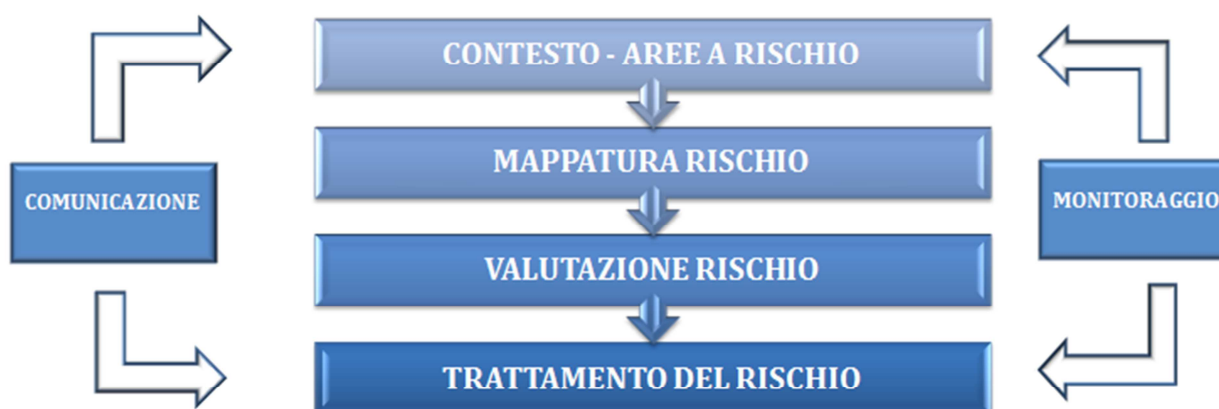 CONTESTO - AREE A RISCHIO
MAPPATURA RISCHIO
COMUNICAZIONE
MONITORAGGIO
VALUTAZIONE RISCHIO
TRATTAMENTO DEL RISCHIO